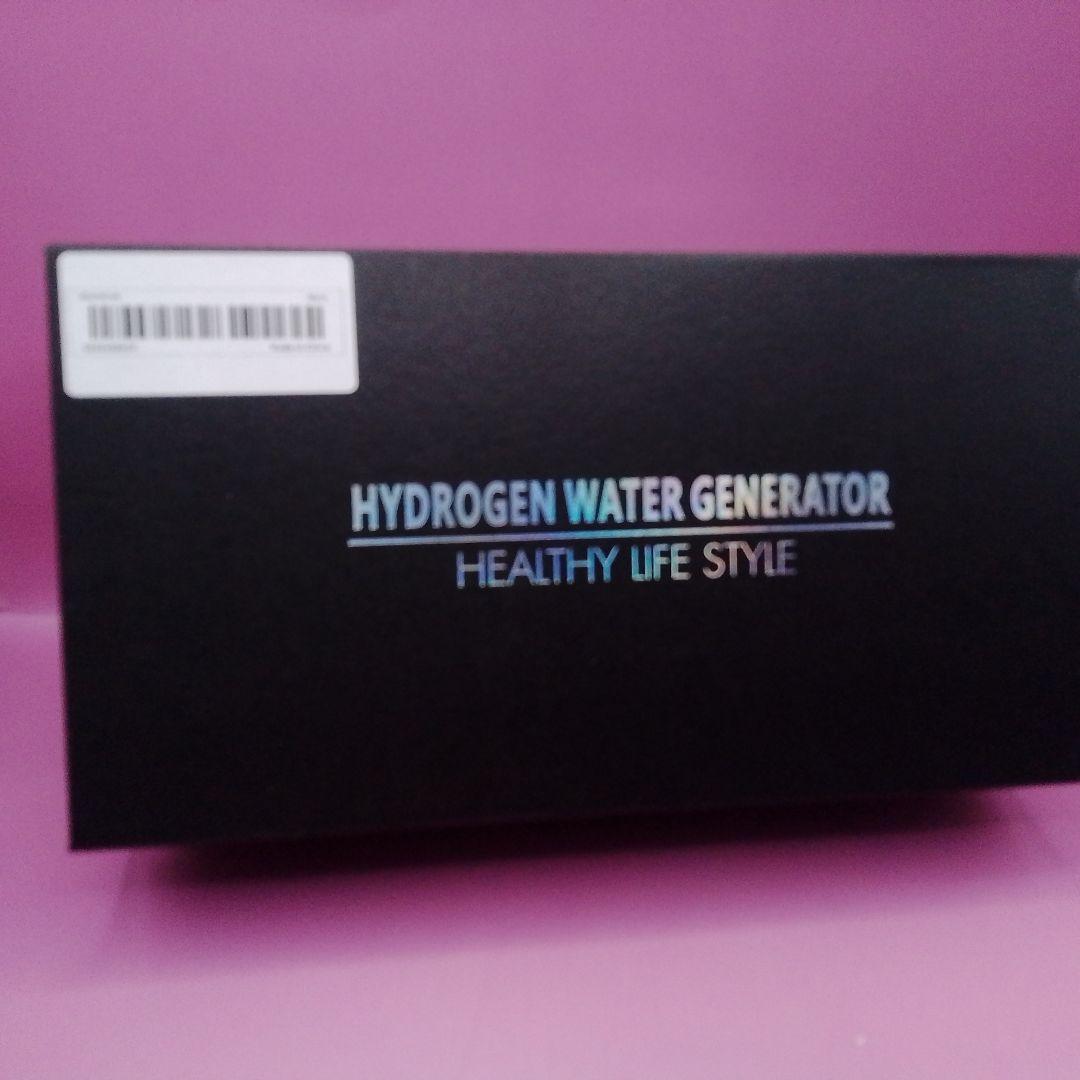 HYDROGEN WATER GENERATOR
HEALTHY LIFE STYLE